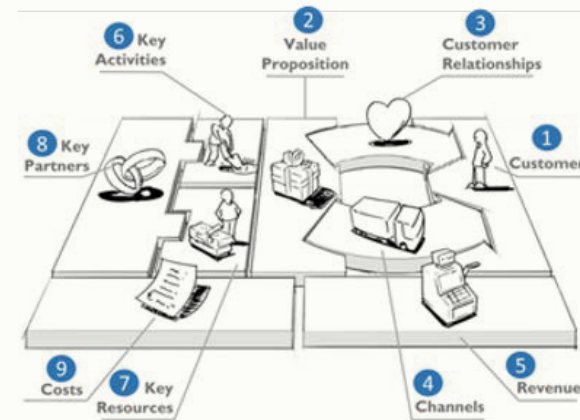 6 Key
Activities
2
Value
Proposition
3
Customer
Relationships
8 Key
Partners
1
Customer
9
Costs
7 Key
Resources
4
Channels
5
Revenue